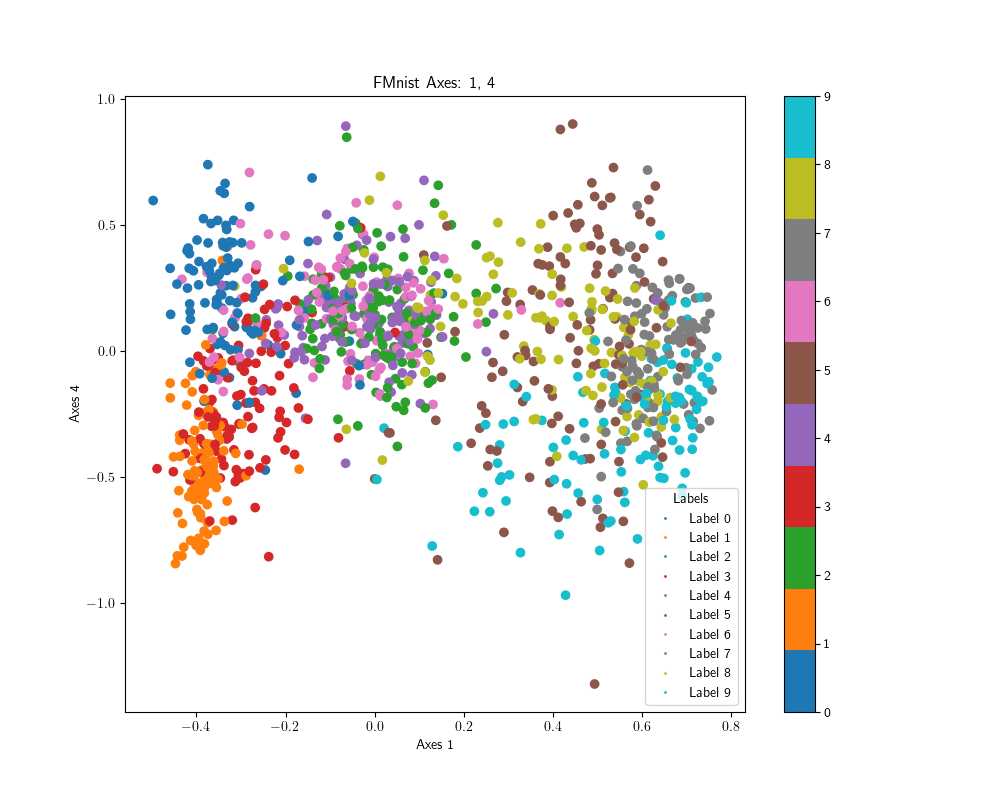 FMnist Axes: 1, 4
1.0
0.5
0.0
−0.5
−1.0
Axes 4
−0.4
−0.2
0.0
0.2
0.4
0.6
0.8
Axes 1
Labels
Label 0
Label 1
Label 2
Label 3
Label 4
Label 5
Label 6
Label 7
Label 8
Label 9
9
8
7
6
5
4
3
2
1
0